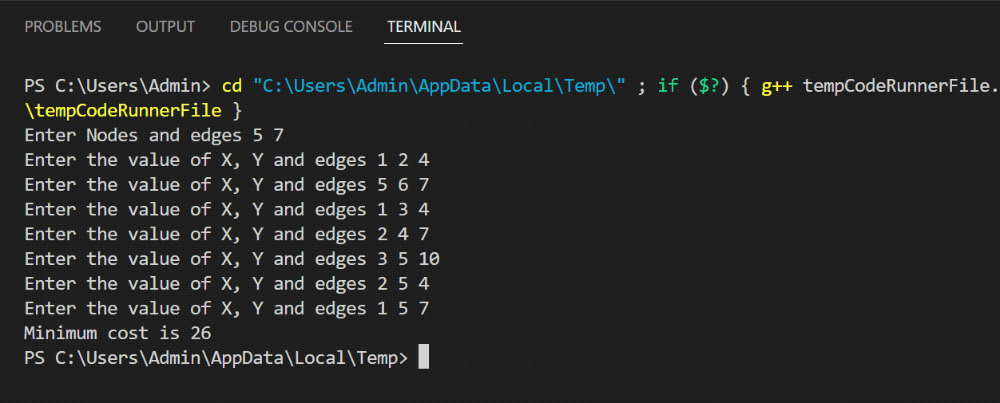 PROBLEMS OUTPUT DEBUG CONSOLE TERMINAL
PS C:\Users\Admin> cd "C:\Users\Admin\AppData\Local\Temp\" ; if ($?) { g++ tempCodeRunnerFile.
\tempCodeRunnerFile }
Enter Nodes and edges 5 7
Enter the value of X, Y and edges 1 2 4
Enter the value of X, Y and edges 5 6 7
Enter the value of X, Y and edges 1 3 4
Enter the value of X, Y and edges 2 4 7
Enter the value of X, Y and edges 3 5 10
Enter the value of X, Y and edges 2 5 4
Enter the value of X, Y and edges 1 5 7
Minimum cost is 26
PS C:\Users\Admin\AppData\Local\Temp>